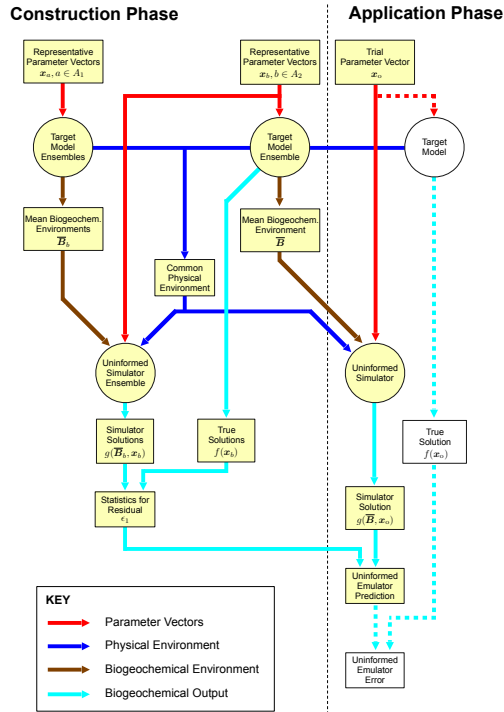 Construction Phase
Application Phase
Representative
Parameter Vectors
x_a, a ∈ A_1
Representative
Parameter Vectors
x_b, b ∈ A_2
Trial
Parameter Vector
x_o
Target
Model
Ensembles
Target
Model
Ensemble
Target
Model
Mean Biogeochem.
Environments
B̅_b
Mean Biogeochem.
Environment
B̅
Common
Physical
Environment
Uninformed
Simulator
Ensemble
Uninformed
Simulator
Simulator
Solutions
g(B̅_b, x_b)
True
Solutions
f(x_b)
True
Solution
f(x_o)
Statistics for
Residual
ϵ_1
Simulator
Solution
g(B̅, x_o)
Uninformed
Emulator
Prediction
Uninformed
Emulator
Error
KEY
Parameter Vectors
Physical Environment
Biogeochemical Environment
Biogeochemical Output